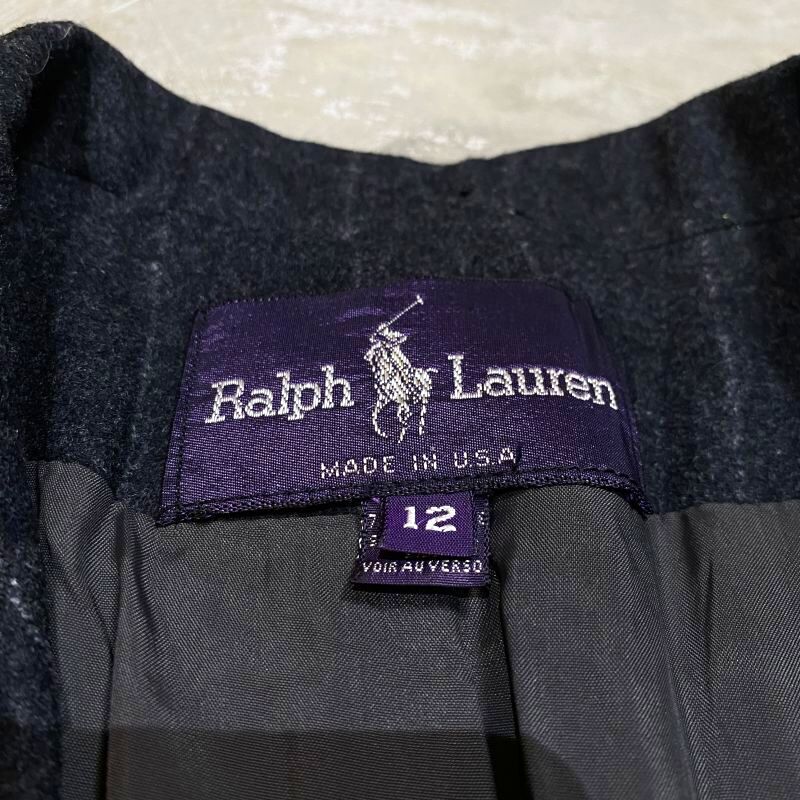 Ralph Lauren
MADE IN U.S.A
12
VOIR AU VERSO